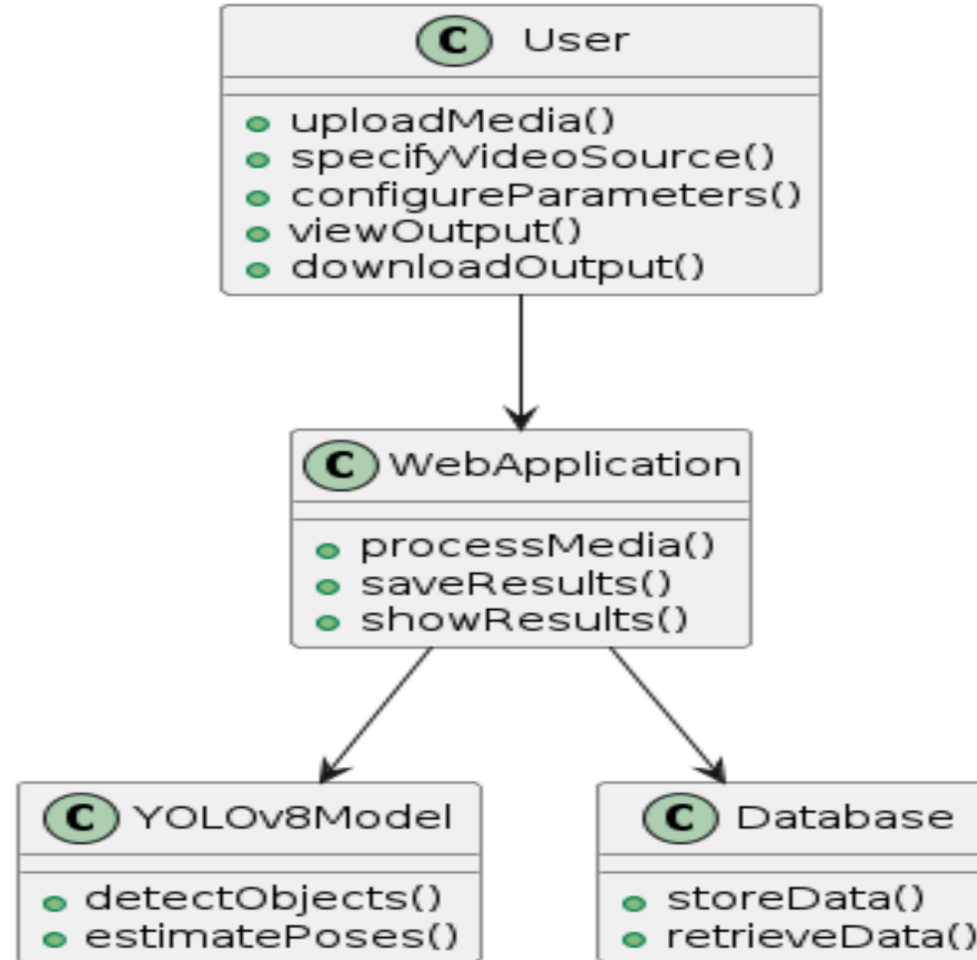 C User
uploadMedia()
specifyVideoSource()
configureParameters()
viewOutput()
downloadOutput()
C WebApplication
processMedia()
saveResults()
showResults()
C YOLOv8Model
detectObjects()
estimatePoses()
C Database
storeData()
retrieveData()